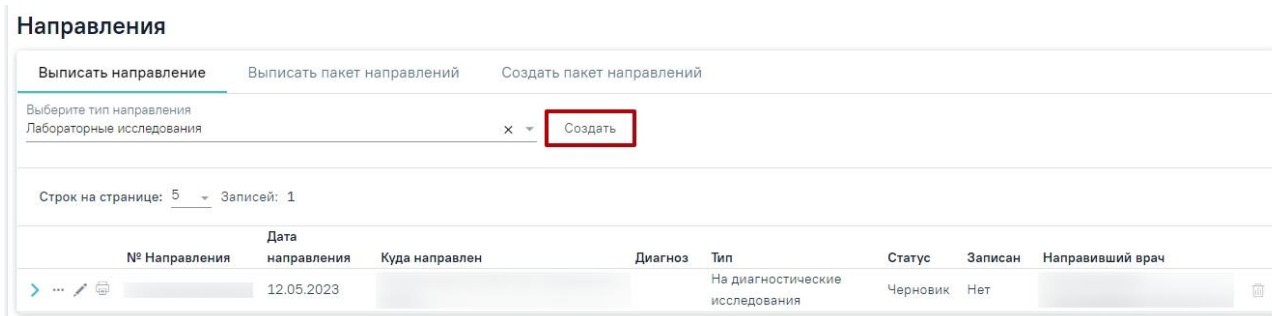 Направления
Выписать направление Выписать пакет направлений Создать пакет направлений
Выберите тип направления
Лабораторные исследования × Создать
Строк на странице: 5 Записей: 1
№ Направления Дата направления Куда направлен Диагноз Тип Статус Записан Направивший врач
12.05.2023 На диагностические исследования Черновик Нет